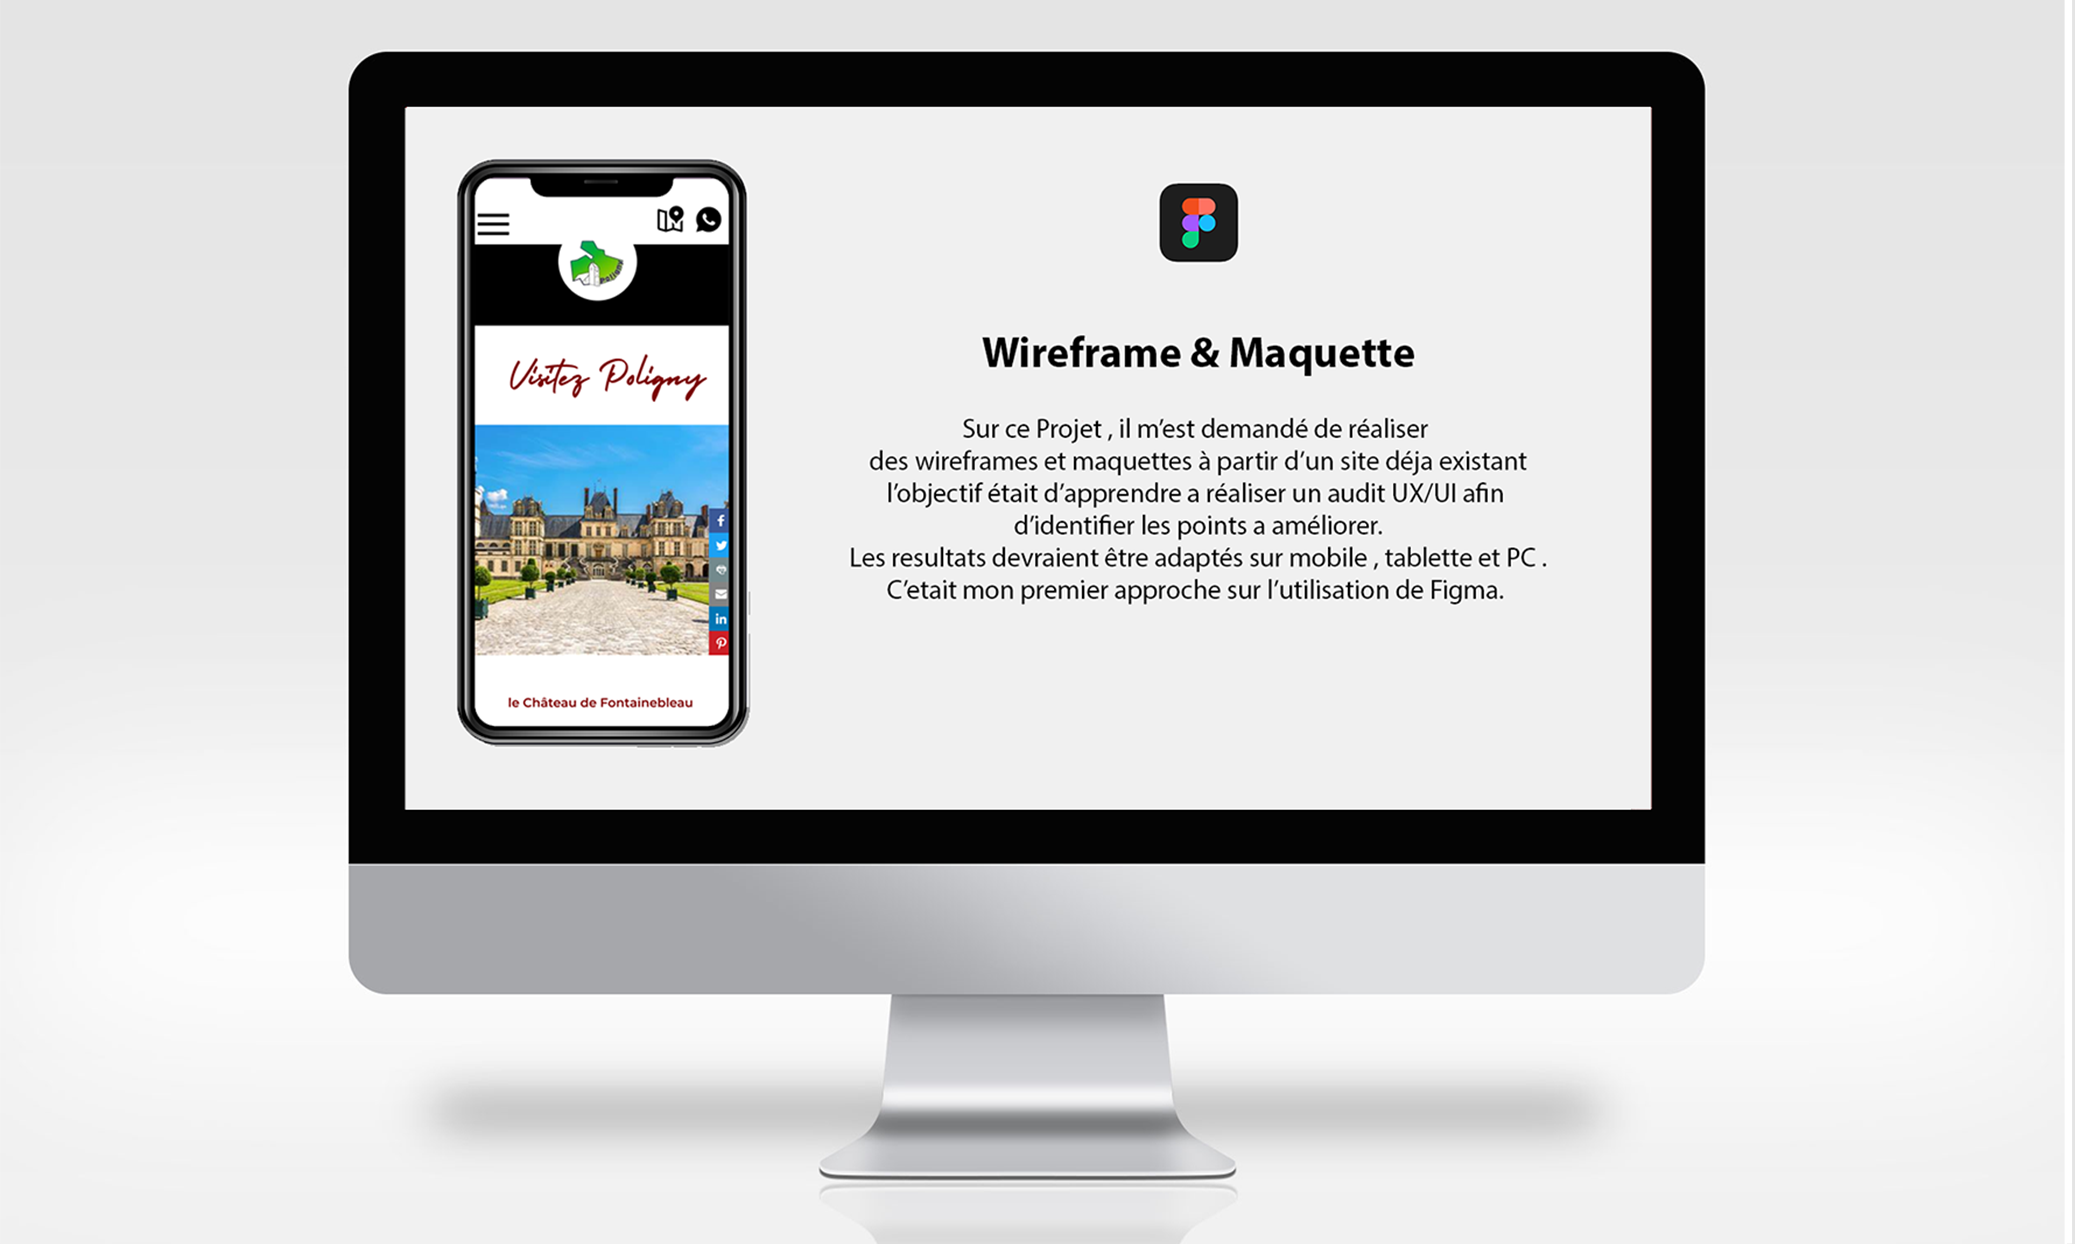 Visitez Poligny
le Château de Fontainebleau
Wireframe & Maquette
Sur ce Projet , il m’est demandé de réaliser
des wireframes et maquettes à partir d’un site déja existant
l’objectif était d’apprendre a réaliser un audit UX/UI afin
d’identifier les points a améliorer.
Les resultats devraient être adaptés sur mobile , tablette et PC .
C’etait mon premier approche sur l’utilisation de Figma.